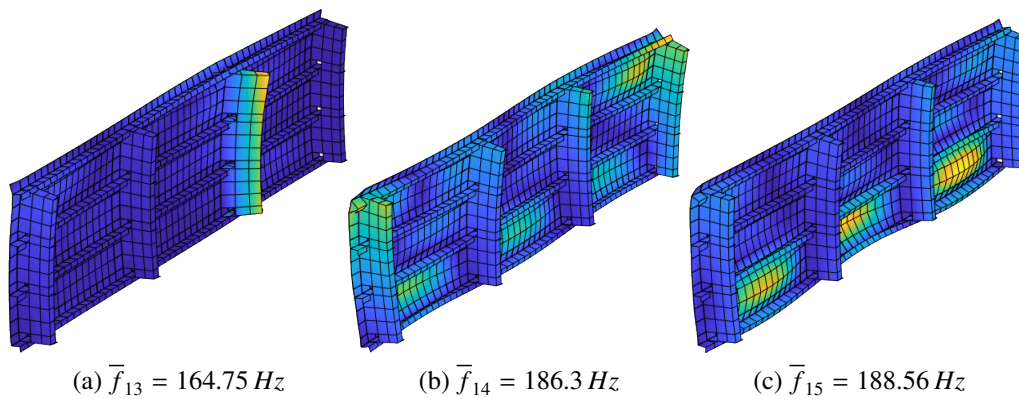 (a) f̅₁₃ = 164.75 Hz (b) f̅₁₄ = 186.3 Hz (c) f̅₁₅ = 188.56 Hz